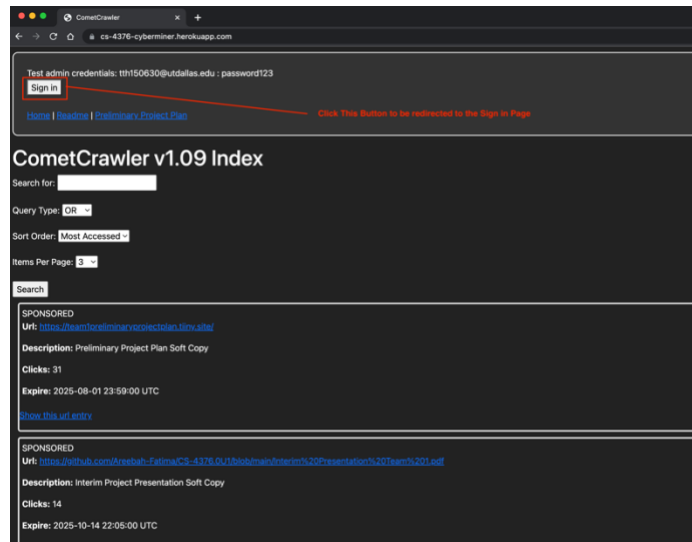 CometCrawler
cs-4376-cyberminer.herokuapp.com
Test admin credentials: tth150630@utdallas.edu : password123
Sign in
Home | Readme | Preliminary Project Plan
Click This Button to be redirected to the Sign in Page
CometCrawler v1.09 Index
Search for:
Query Type: OR
Sort Order: Most Accessed
Items Per Page: 3
Search
SPONSORED
Url: https://team1preliminaryprojectplan.tiiny.site/
Description: Preliminary Project Plan Soft Copy
Clicks: 31
Expire: 2025-08-01 23:59:00 UTC
Show this url entry
SPONSORED
Url: https://github.com/Areebah-Fatima/CS-4376.0U1/blob/main/Interim%20Presentation%20Team%201.pdf
Description: Interim Project Presentation Soft Copy
Clicks: 14
Expire: 2025-10-14 22:05:00 UTC